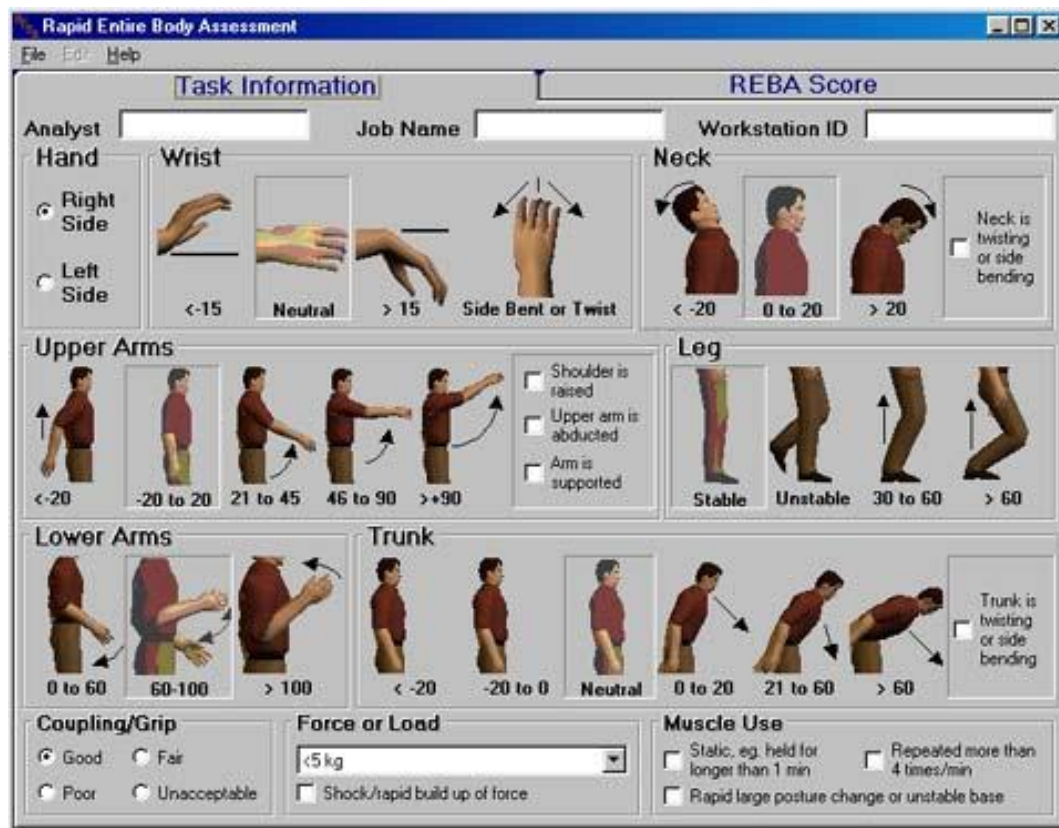 Rapid Entire Body Assessment
File Edit Help
Task Information REBA Score
Analyst Job Name Workstation ID
Hand
Right
Side
Left
Side
Wrist
<-15 Neutral > 15 Side Bent or Twist
Neck
< -20 0 to 20 > 20
Neck is
twisting
or side
bending
Upper Arms
<-20 -20 to 20 21 to 45 46 to 90 >+90
Shoulder is
raised
Upper arm is
abducted
Arm is
supported
Leg
Stable Unstable 30 to 60 > 60
Lower Arms
0 to 60 60-100 > 100
Trunk
< -20 -20 to 0 Neutral 0 to 20 21 to 60 > 60
Trunk is
twisting
or side
bending
Coupling/Grip
Good Fair
Poor Unacceptable
Force or Load
<5 kg
Shock/rapid build up of force
Muscle Use
Static, eg. held for
longer than 1 min
Repeated more than
4 times/min
Rapid large posture change or unstable base